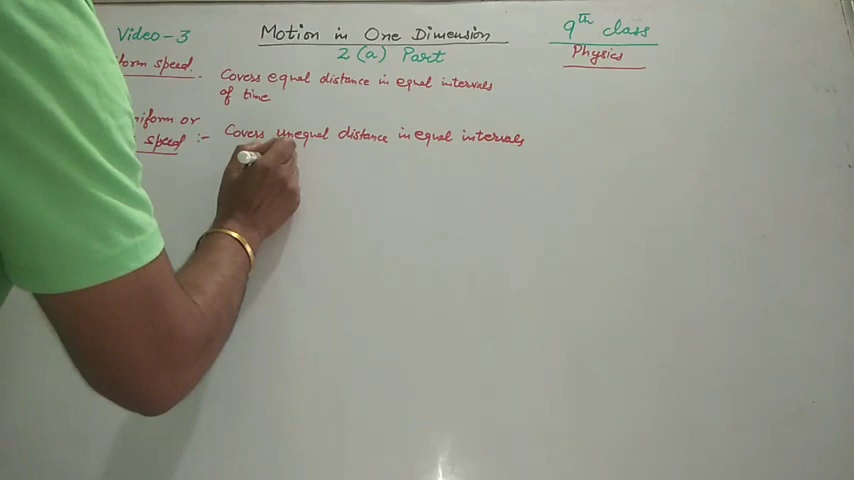 Video-3
Motion in One Dimension
9th class
2 (a) Part
Physics
form speed.
Covers equal distance in equal intervals
of time
niform or
speed :-
Covers unequal distance in equal intervals